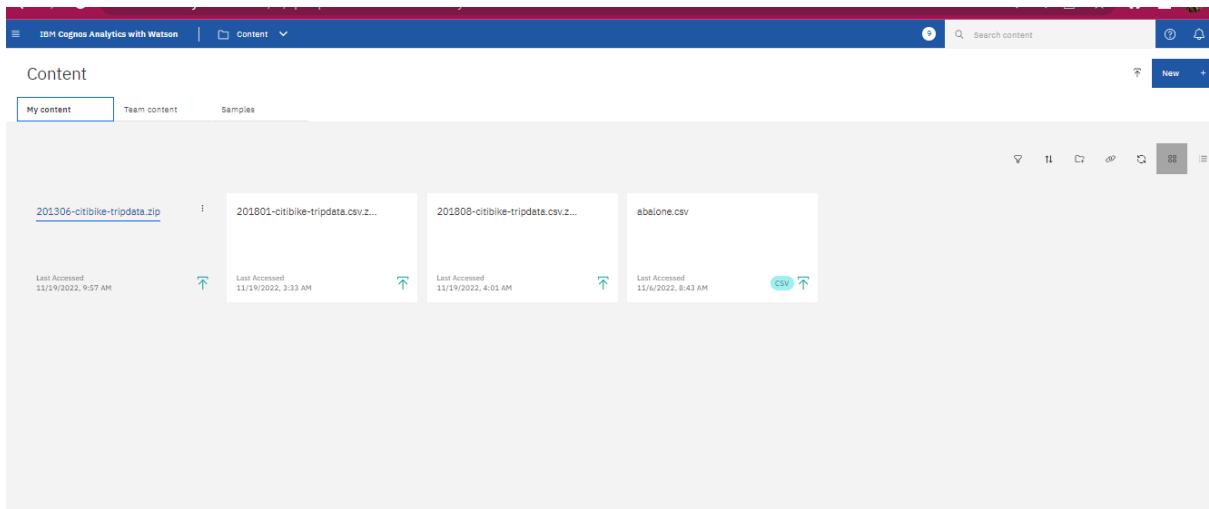 IBM Cognos Analytics with Watson Content 9 Search content
Content
New +
My content Team content Samples
201306-citibike-tripdata.zip 201801-citibike-tripdata.csv.z... 201808-citibike-tripdata.csv.z... abalone.csv
Last Accessed Last Accessed Last Accessed Last Accessed
11/19/2022, 9:57 AM 11/19/2022, 3:33 AM 11/19/2022, 4:01 AM 11/6/2022, 8:43 AM CSV